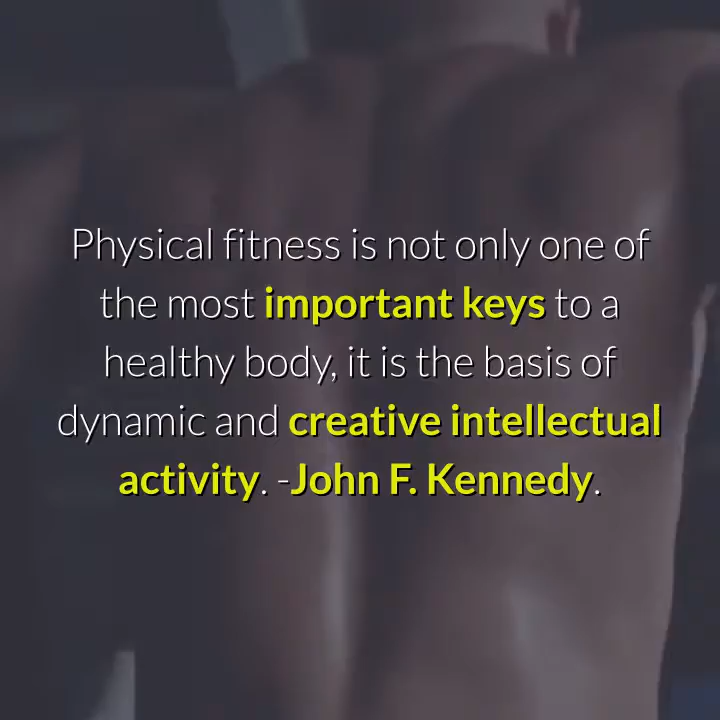 Physical fitness is not only one of
the most important keys to a
healthy body, it is the basis of
dynamic and creative intellectual
activity. -John F. Kennedy.